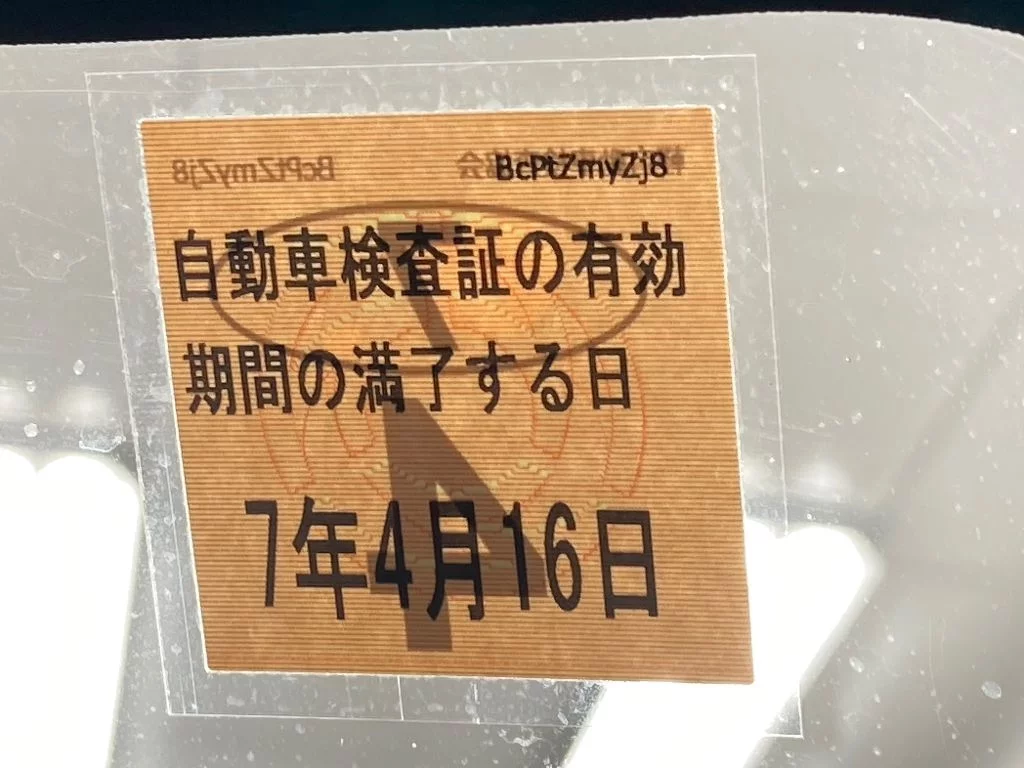 BcPtZmyZj8
自動車検査証の有効
期間の満了する日
7年4月16日